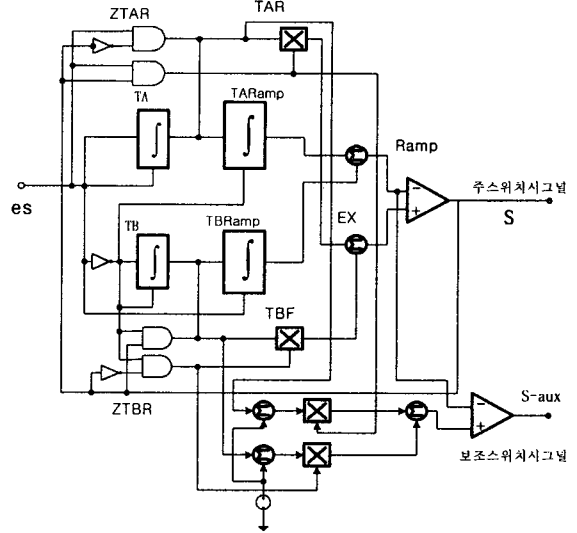 ZTAR
TAR
TA
TARamp
Ramp
주스위치시그널
S
es
TB
TBRamp
EX
TBF
ZTBR
S-aux
보조스위치시그널
∫
∫
∫
∫
−
+
−
+